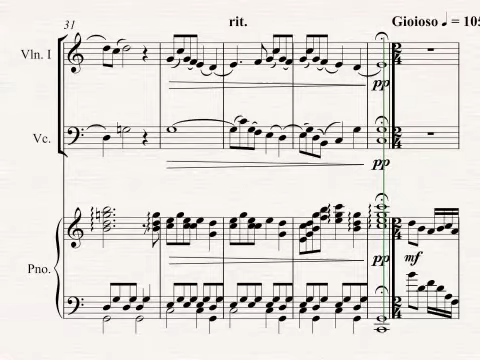 31
rit.
Gioioso ♩ = 105
Vln. I
pp
Vc.
pp
Pno.
pp
mf